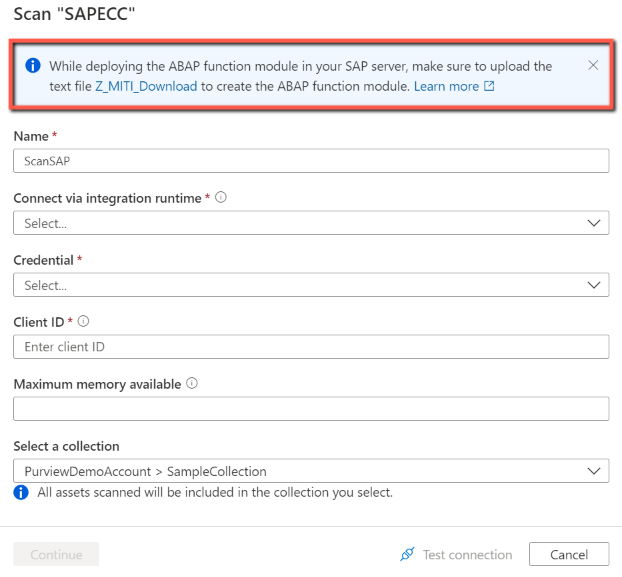 Scan "SAPECC"
While deploying the ABAP function module in your SAP server, make sure to upload the
text file Z_MITI_Download to create the ABAP function module. Learn more
Name *
ScanSAP
Connect via integration runtime *
Select...
Credential *
Select...
Client ID *
Enter client ID
Maximum memory available
Select a collection
PurviewDemoAccount > SampleCollection
All assets scanned will be included in the collection you select.
Continue
Test connection
Cancel